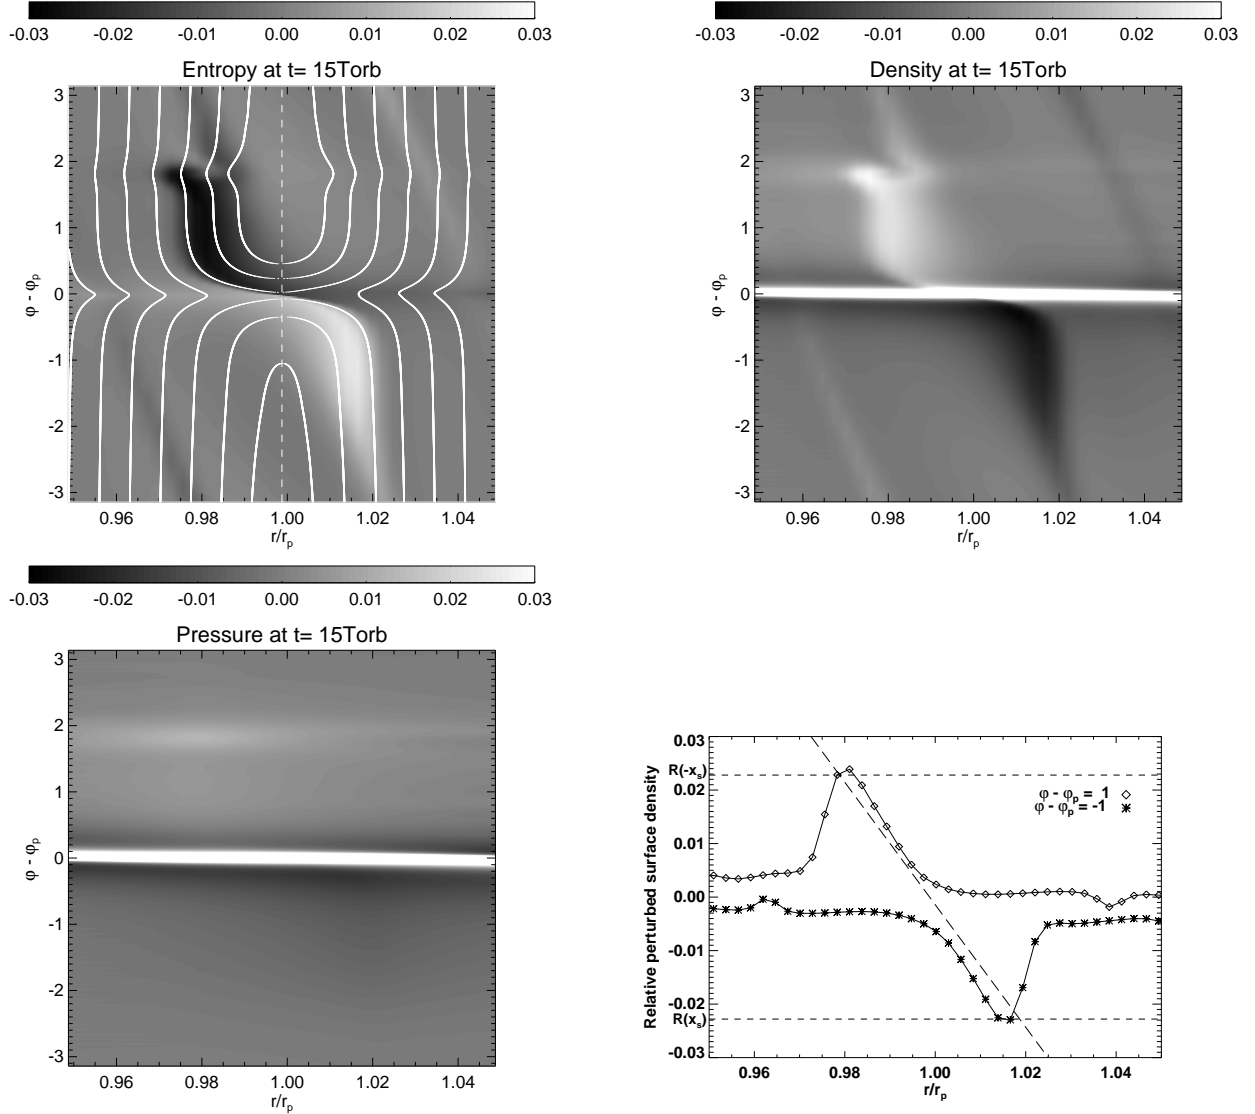 -0.03 -0.02 -0.01 0.00 0.01 0.02 0.03
Entropy at t= 15Torb
3
2
1
0
-1
-2
-3
φ - φp
0.96 0.98 1.00 1.02 1.04
r/rp
-0.03 -0.02 -0.01 0.00 0.01 0.02 0.03
Density at t= 15Torb
3
2
1
0
-1
-2
-3
φ - φp
0.96 0.98 1.00 1.02 1.04
r/rp
-0.03 -0.02 -0.01 0.00 0.01 0.02 0.03
Pressure at t= 15Torb
3
2
1
0
-1
-2
-3
φ - φp
0.96 0.98 1.00 1.02 1.04
r/rp
0.03
R(-xs)
0.02
0.01
0.00
-0.01
-0.02
R(xs)
-0.03
Relative perturbed surface density
φ - φp = 1
φ - φp = -1
0.96 0.98 1.00 1.02 1.04
r/rp